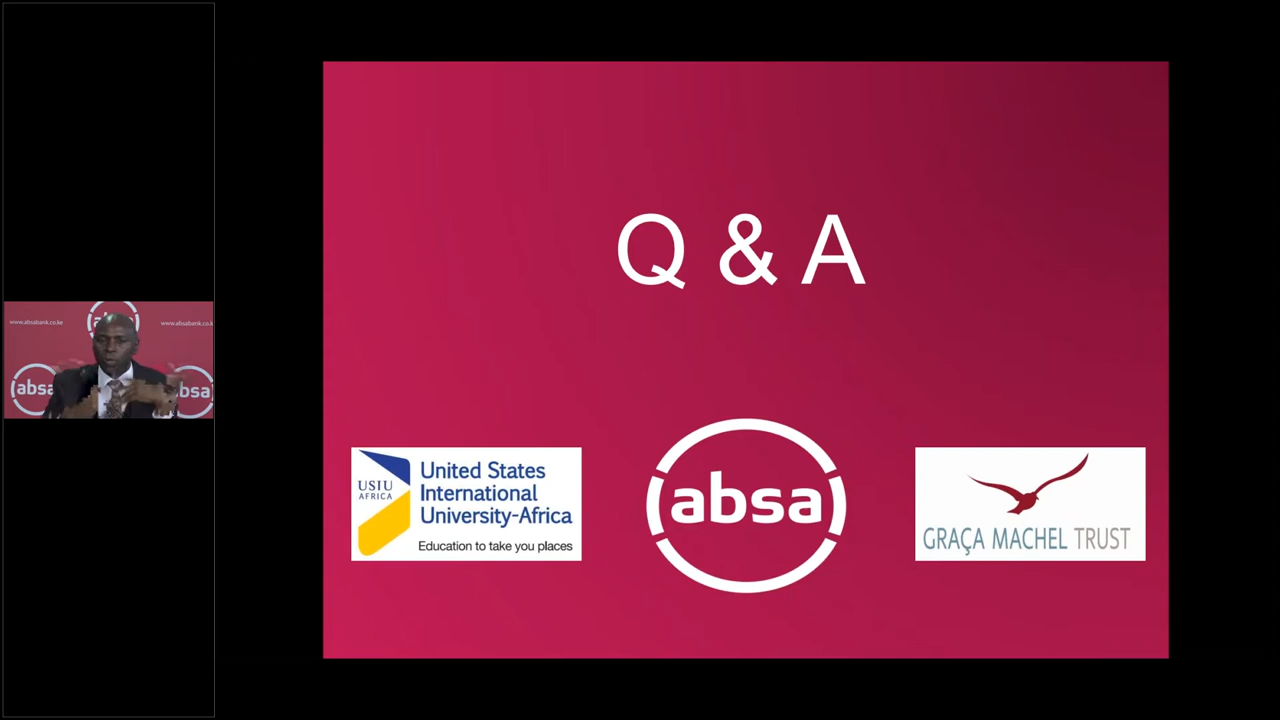 www.absabank.co.ke
www.absabank.co.k
absa
absa
absa
Q & A
USIU
AFRICA
United States
International
University-Africa
Education to take you places
absa
GRAÇA MACHEL TRUST